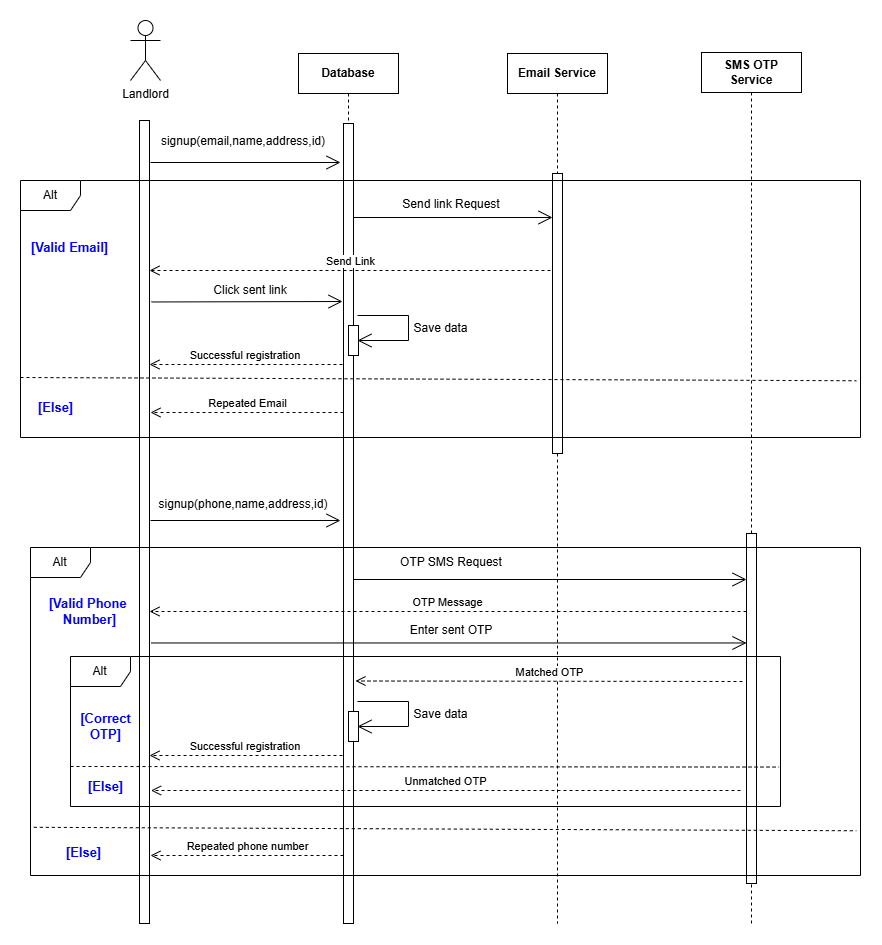 Landlord
Database
Email Service
SMS OTP
Service
signup(email,name,address,id)
Alt
Send link Request
[Valid Email]
Send Link
Click sent link
Save data
Successful registration
[Else]
Repeated Email
signup(phone,name,address,id)
Alt
OTP SMS Request
[Valid Phone
Number]
OTP Message
Enter sent OTP
Alt
Matched OTP
[Correct
OTP]
Save data
Successful registration
[Else]
Unmatched OTP
[Else]
Repeated phone number